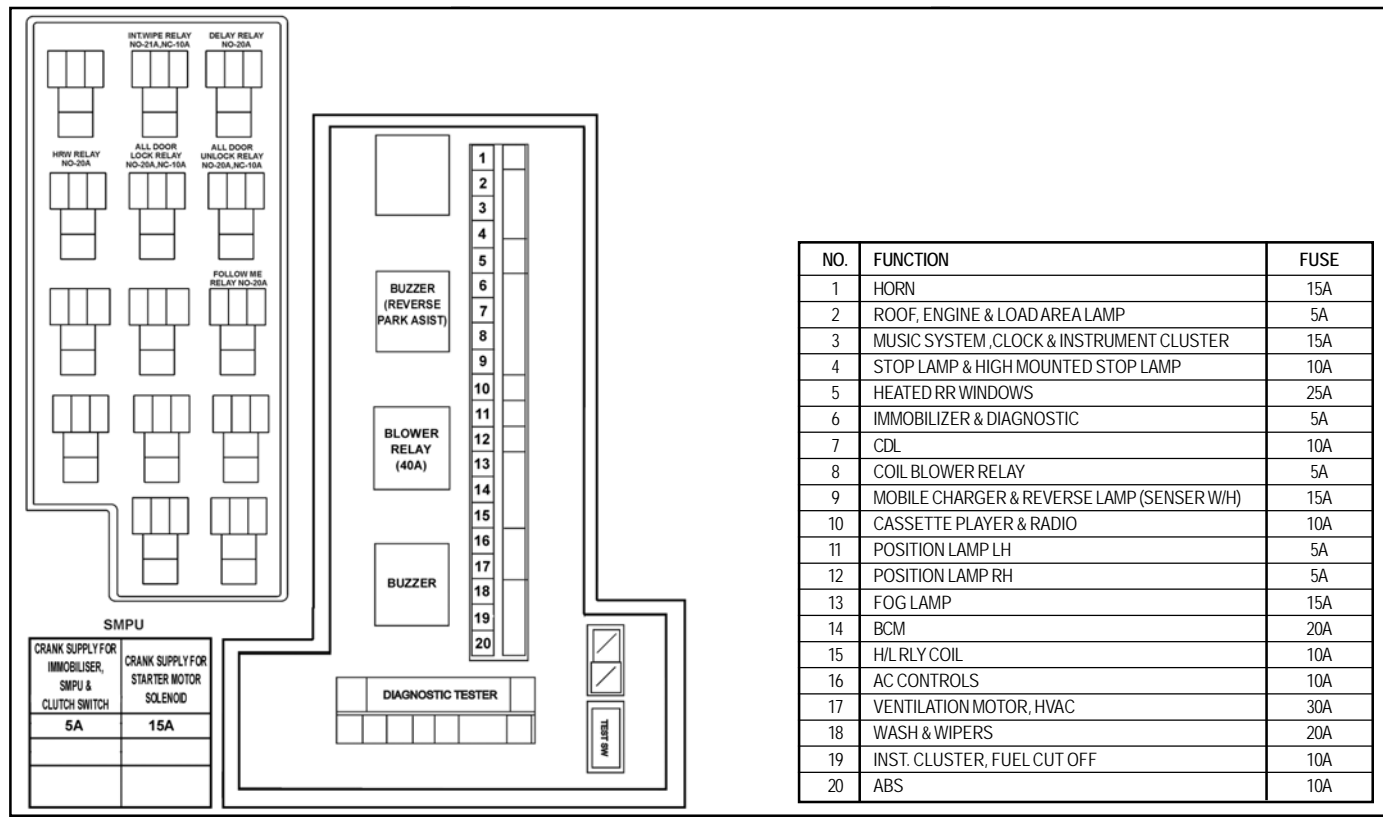 INT.WIPE RELAY
NO-21A,NC-10A
DELAY RELAY
NO-20A
HRW RELAY
NO-20A
ALL DOOR
LOCK RELAY
NO-20A,NC-10A
ALL DOOR
UNLOCK RELAY
NO-20A,NC-10A
FOLLOW ME
RELAY NO-20A
SMPU
CRANK SUPPLY FOR
IMMOBILISER,
SMPU &
CLUTCH SWITCH
CRANK SUPPLY FOR
STARTER MOTOR
SOLENOID
5A 15A
BUZZER
(REVERSE
PARK ASIST)
BLOWER
RELAY
(40A)
BUZZER
1
2
3
4
5
6
7
8
9
10
11
12
13
14
15
16
17
18
19
20
DIAGNOSTIC TESTER
TEST SW
NO. FUNCTION FUSE
1 HORN 15A
2 ROOF, ENGINE & LOAD AREA LAMP 5A
3 MUSIC SYSTEM ,CLOCK & INSTRUMENT CLUSTER 15A
4 STOP LAMP & HIGH MOUNTED STOP LAMP 10A
5 HEATED RR WINDOWS 25A
6 IMMOBILIZER & DIAGNOSTIC 5A
7 CDL 10A
8 COIL BLOWER RELAY 5A
9 MOBILE CHARGER & REVERSE LAMP (SENSER W/H) 15A
10 CASSETTE PLAYER & RADIO 10A
11 POSITION LAMP LH 5A
12 POSITION LAMP RH 5A
13 FOG LAMP 15A
14 BCM 20A
15 H/L RLY COIL 10A
16 AC CONTROLS 10A
17 VENTILATION MOTOR, HVAC 30A
18 WASH & WIPERS 20A
19 INST. CLUSTER, FUEL CUT OFF 10A
20 ABS 10A